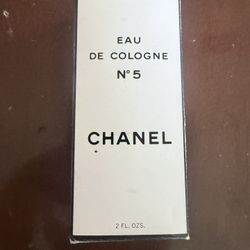 EAU
DE COLOGNE
N° 5
CHANEL
2 FL. OZS.